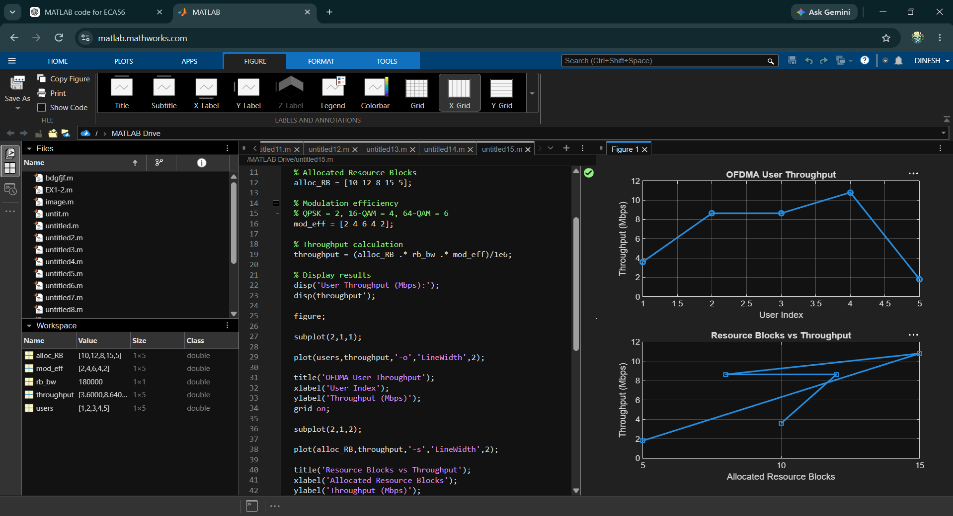 MATLAB code for ECA56
MATLAB
Ask Gemini
matlab.mathworks.com
HOME
PLOTS
APPS
FIGURE
FORMAT
TOOLS
Search (Ctrl+Shift+Space)
DINESH
Save As
Copy Figure
Print
Show Code
FILE
Title
Subtitle
X Label
Y Label
Z Label
Legend
Colorbar
Grid
X Grid
Y Grid
LABELS AND ANNOTATIONS
/ › MATLAB Drive
Files
Name
bdgfjf.m
EX1-2.m
image.m
untit.m
untitled.m
untitled2.m
untitled3.m
untitled4.m
untitled5.m
untitled6.m
untitled7.m
untitled8.m
Workspace
Name Value Size Class
alloc_RB [10,12,8,15,5] 1×5 double
mod_eff [2,4,6,4,2] 1×5 double
rb_bw 180000 1×1 double
throughput [3.6000,8.640... 1×5 double
users [1,2,3,4,5] 1×5 double
itled11.m
untitled12.m
untitled13.m
untitled14.m
untitled15.m
/MATLAB Drive/untitled15.m
11 % Allocated Resource Blocks
12 alloc_RB = [10 12 8 15 5];
13
14 % Modulation efficiency
15 % QPSK = 2, 16-QAM = 4, 64-QAM = 6
16 mod_eff = [2 4 6 4 2];
17
18 % Throughput calculation
19 throughput = (alloc_RB .* rb_bw .* mod_eff)/1e6;
20
21 % Display results
22 disp('User Throughput (Mbps):');
23 disp(throughput');
24
25 figure;
26
27 subplot(2,1,1);
28
29 plot(users,throughput,'-o','LineWidth',2);
30
31 title('OFDMA User Throughput');
32 xlabel('User Index');
33 ylabel('Throughput (Mbps)');
34 grid on;
35
36 subplot(2,1,2);
37
38 plot(alloc_RB,throughput,'-s','LineWidth',2);
39
40 title('Resource Blocks vs Throughput');
41 xlabel('Allocated Resource Blocks');
42 ylabel('Throughput (Mbps)');
Figure 1
OFDMA User Throughput
Throughput (Mbps)
12
10
8
6
4
2
0
1 1.5 2 2.5 3 3.5 4 4.5 5
User Index
Resource Blocks vs Throughput
Throughput (Mbps)
12
10
8
6
4
2
0
5 10 15
Allocated Resource Blocks